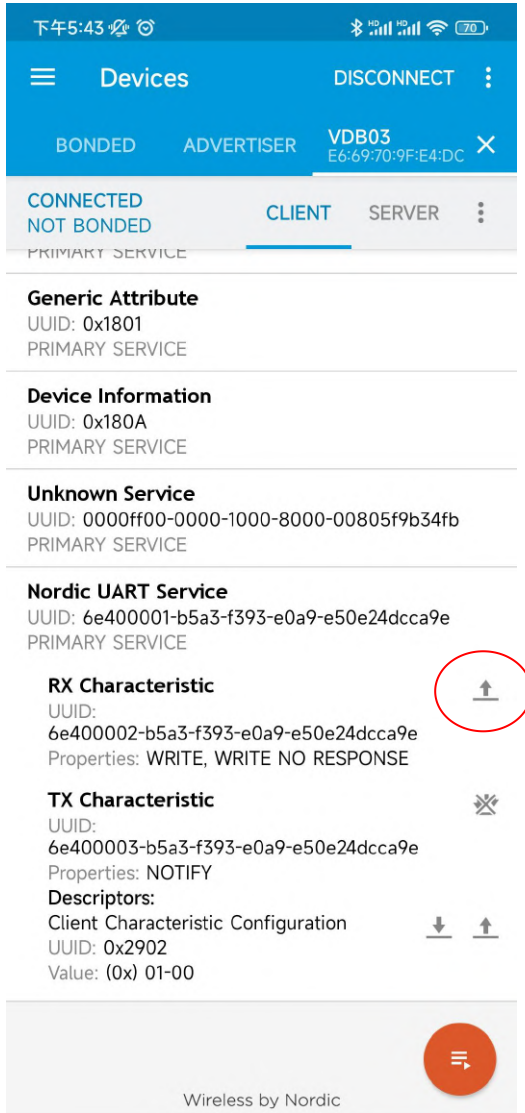 下午5:43
HD HD 70
Devices DISCONNECT
BONDED ADVERTISER VDB03
E6:69:70:9F:E4:DC
CONNECTED
NOT BONDED CLIENT SERVER
PRIMARY SERVICE
Generic Attribute
UUID: 0x1801
PRIMARY SERVICE
Device Information
UUID: 0x180A
PRIMARY SERVICE
Unknown Service
UUID: 0000ff00-0000-1000-8000-00805f9b34fb
PRIMARY SERVICE
Nordic UART Service
UUID: 6e400001-b5a3-f393-e0a9-e50e24dcca9e
PRIMARY SERVICE
RX Characteristic
UUID:
6e400002-b5a3-f393-e0a9-e50e24dcca9e
Properties: WRITE, WRITE NO RESPONSE
TX Characteristic
UUID:
6e400003-b5a3-f393-e0a9-e50e24dcca9e
Properties: NOTIFY
Descriptors:
Client Characteristic Configuration
UUID: 0x2902
Value: (0x) 01-00
Wireless by Nordic